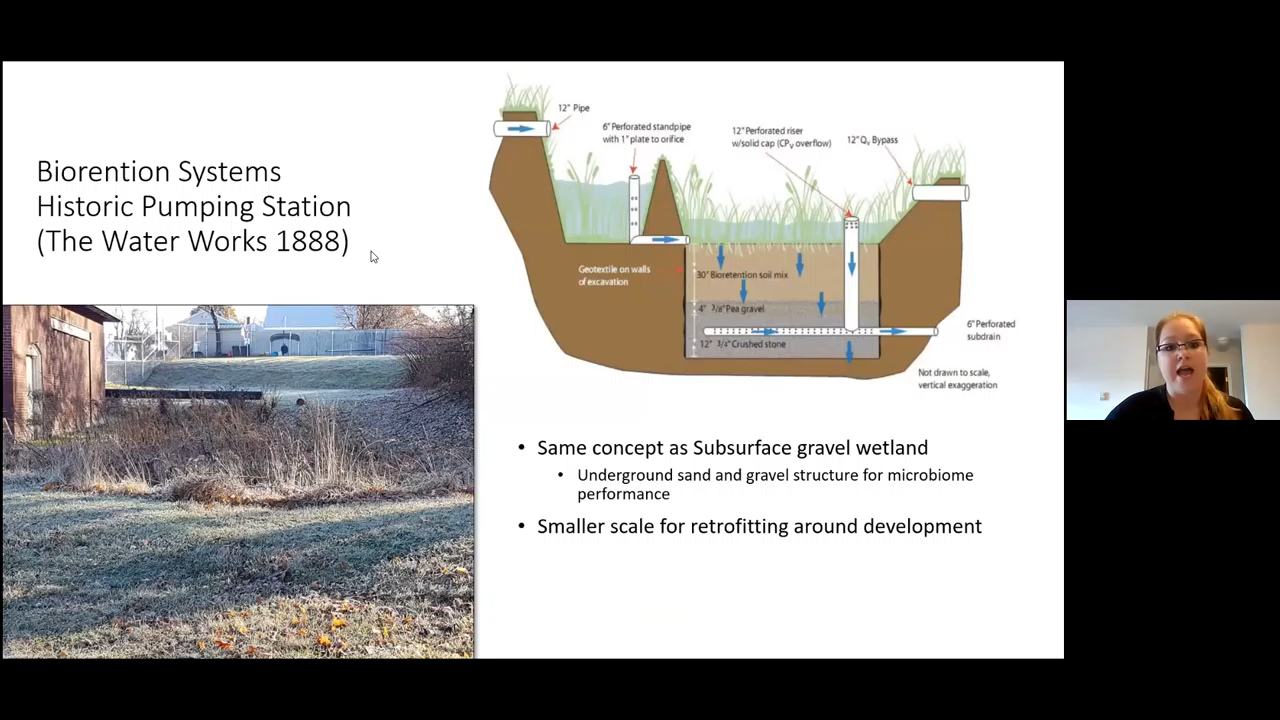 Biorention Systems
Historic Pumping Station
(The Water Works 1888)
12" Pipe
6" Perforated standpipe
with 1" plate to orifice
12" Perforated riser
w/solid cap (CPV overflow)
12" QV Bypass
Geotextile on walls
of excavation
30" Bioretention soil mix
4" 3/8" Pea gravel
12" 3/4" Crushed stone
6" Perforated
subdrain
Not drawn to scale,
vertical exaggeration
• Same concept as Subsurface gravel wetland
• Underground sand and gravel structure for microbiome
performance
• Smaller scale for retrofitting around development